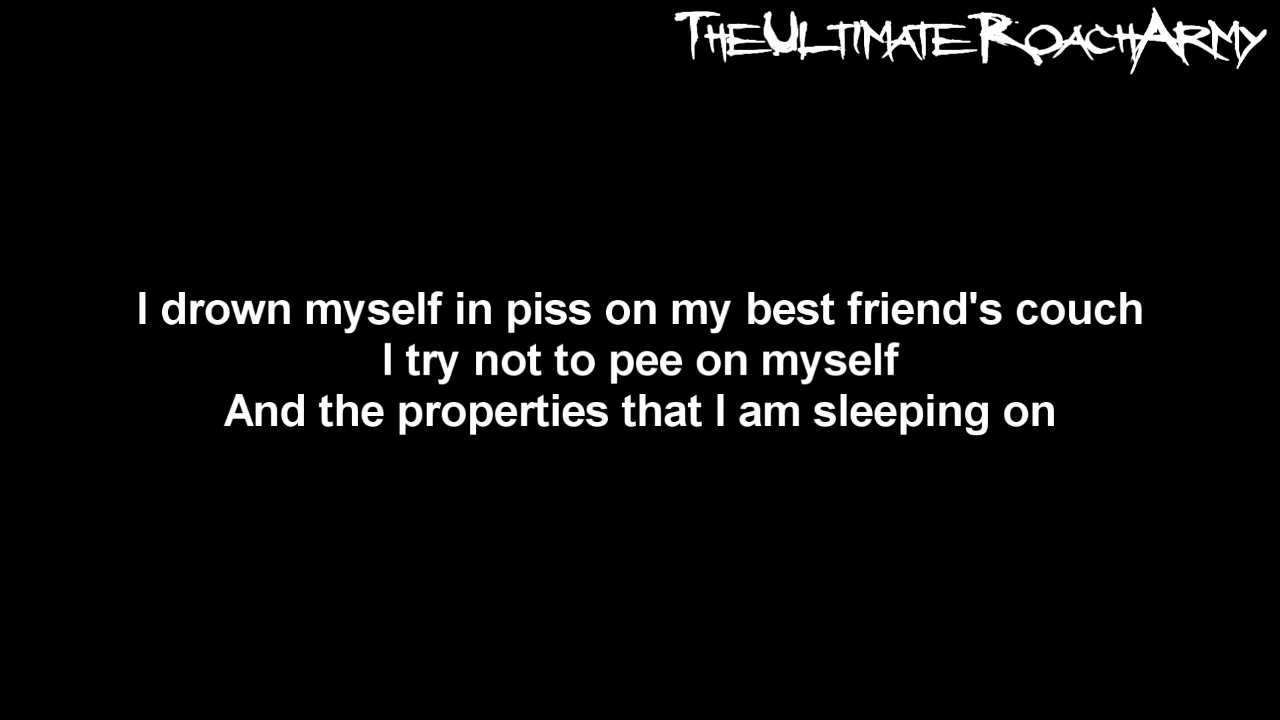 TheUltimateRoachArmy
I drown myself in piss on my best friend's couch
I try not to pee on myself
And the properties that I am sleeping on